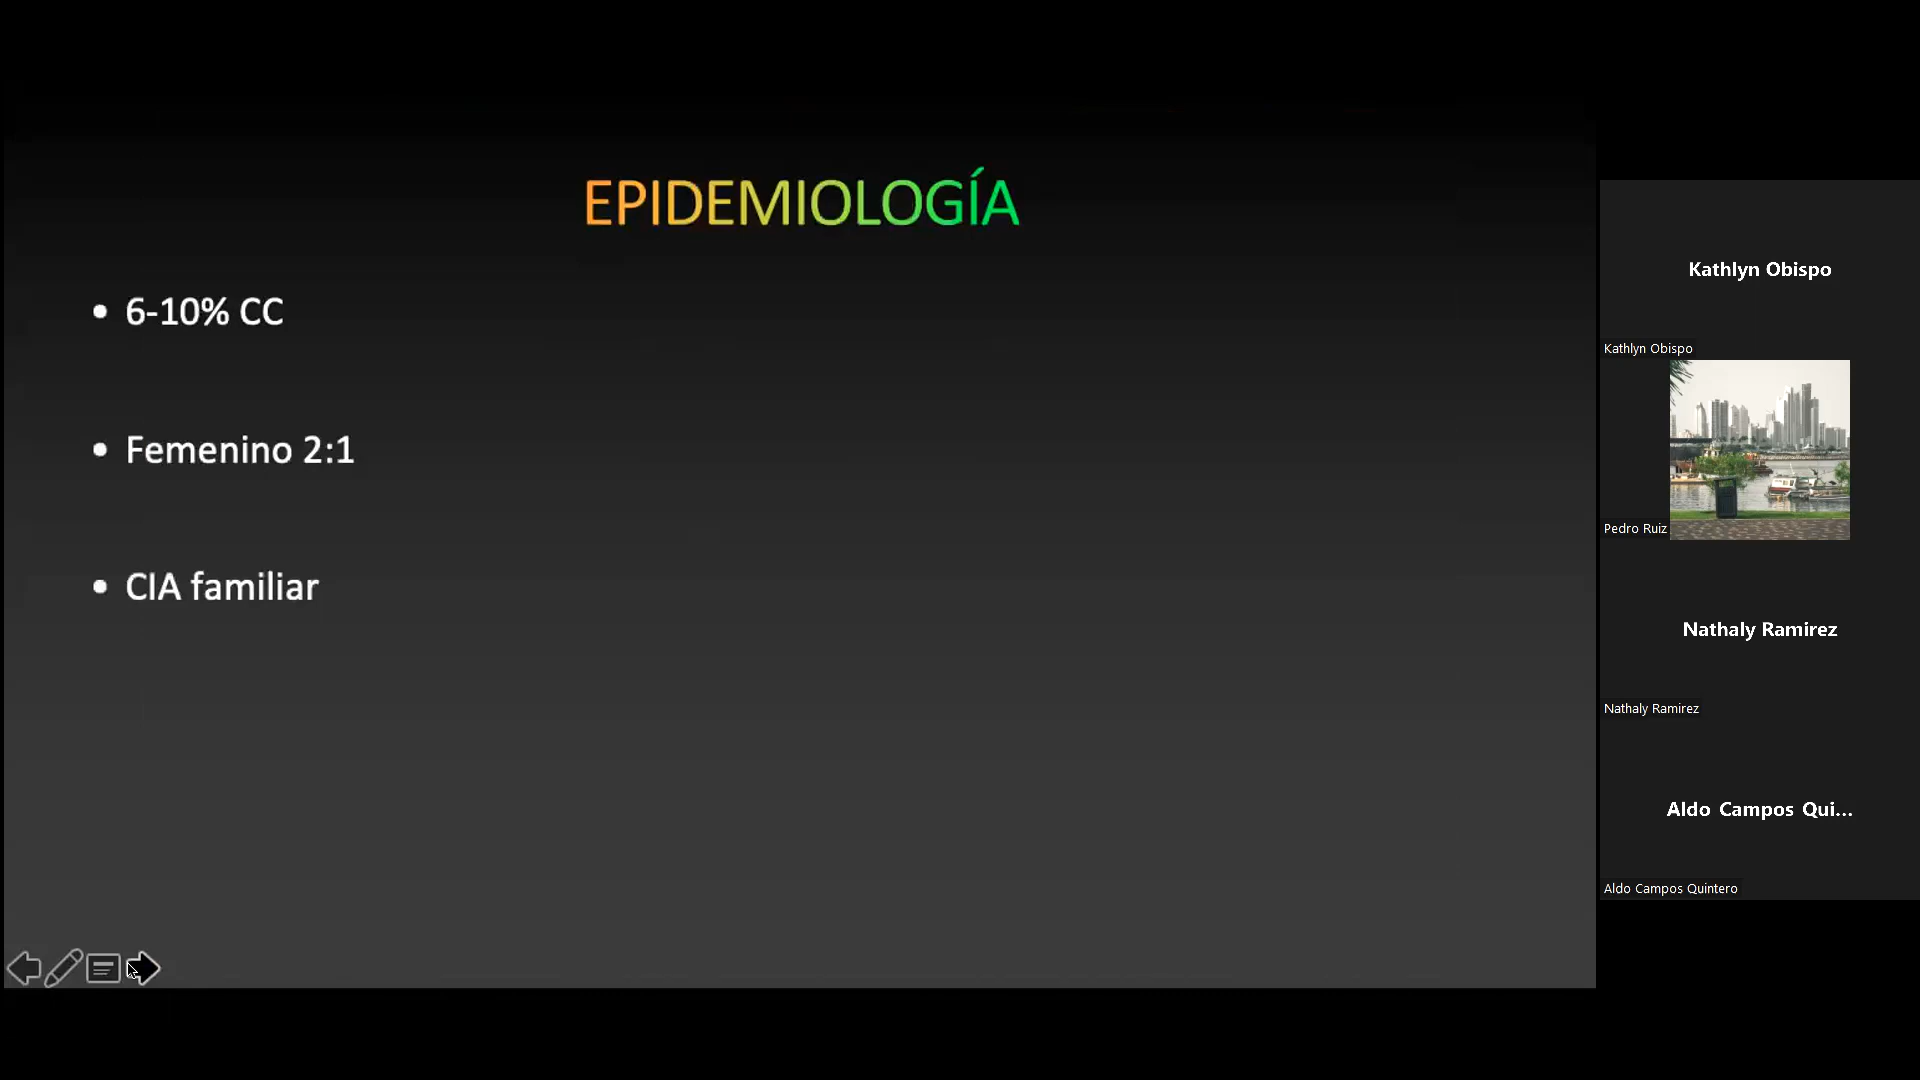 EPIDEMIOLOGÍA
• 6-10% CC
• Femenino 2:1
• CIA familiar
Kathlyn Obispo
Kathlyn Obispo
Pedro Ruiz
Nathaly Ramirez
Nathaly Ramirez
Aldo Campos Qui...
Aldo Campos Quintero